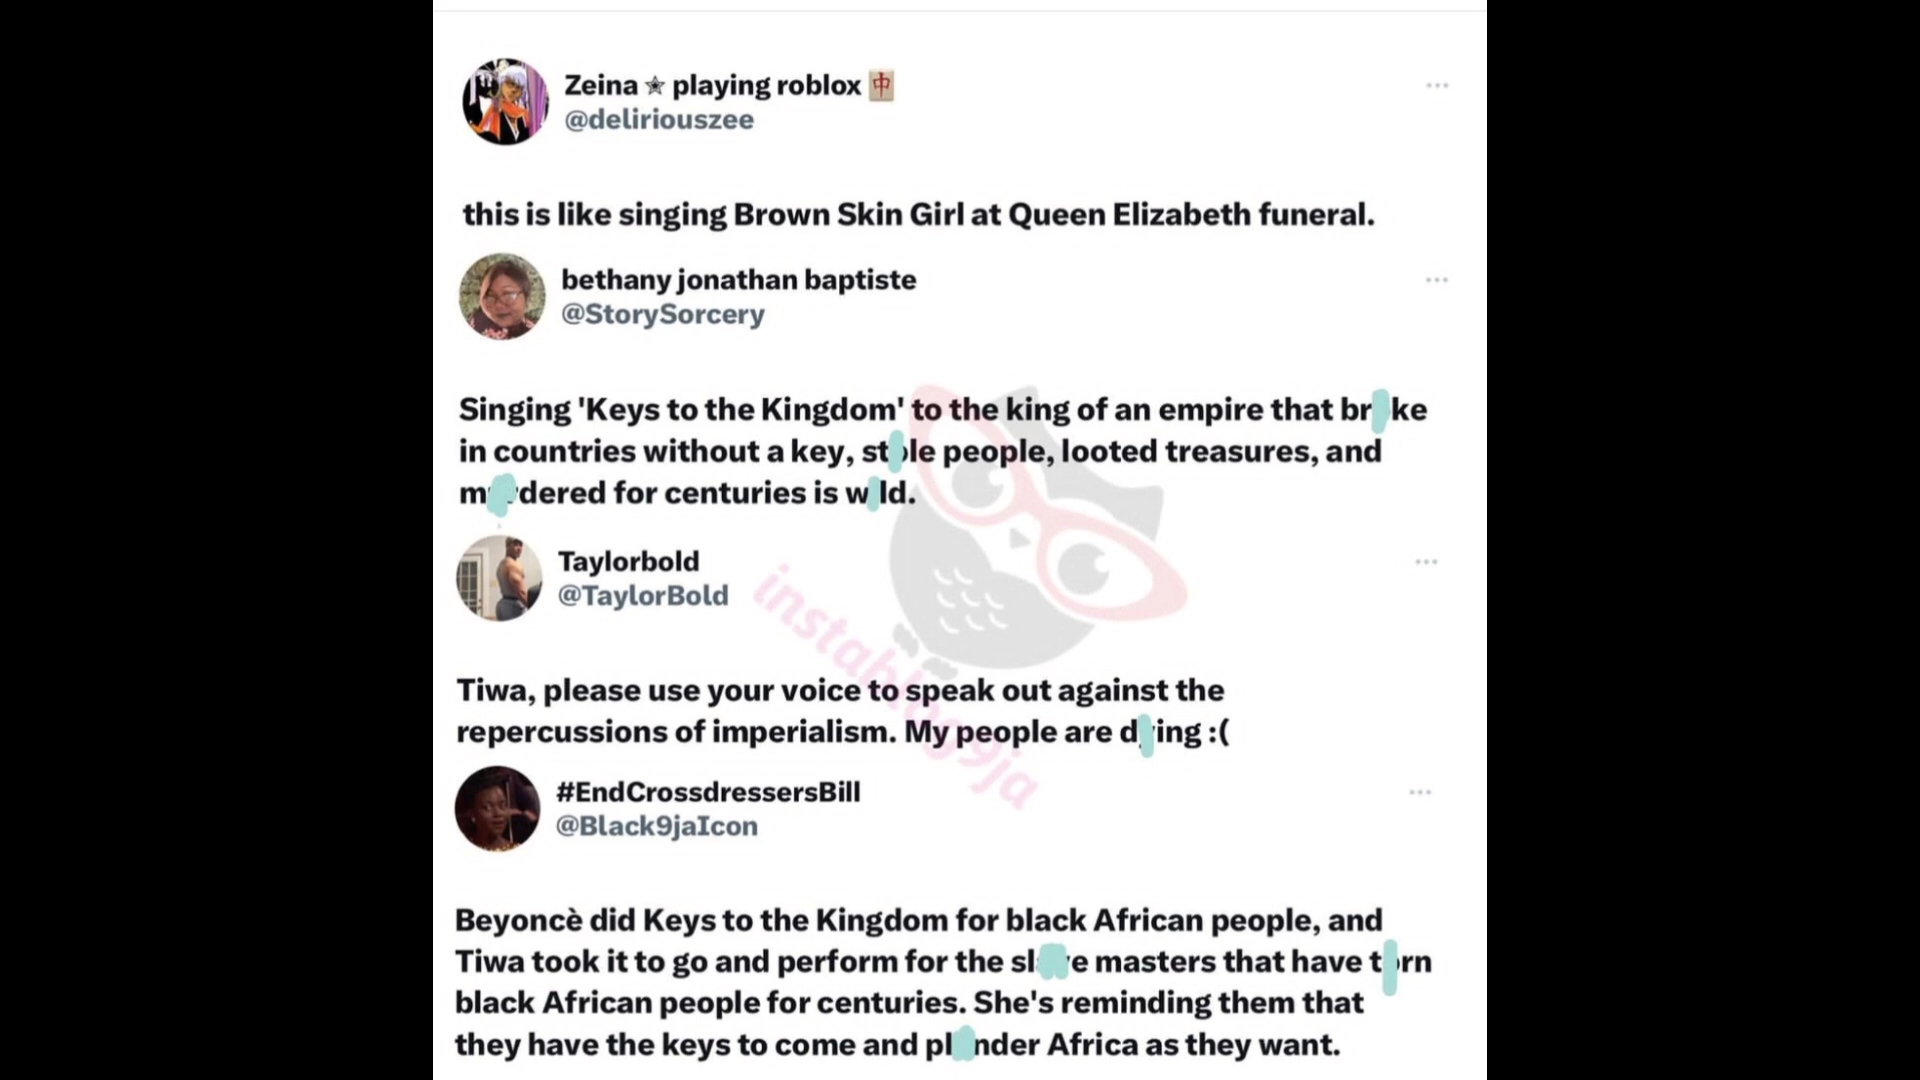 Zeina ✯ playing roblox 🀄
@deliriouszee
this is like singing Brown Skin Girl at Queen Elizabeth funeral.
bethany jonathan baptiste
@StorySorcery
Singing 'Keys to the Kingdom' to the king of an empire that br ke
in countries without a key, st le people, looted treasures, and
m dered for centuries is w ld.
Taylorbold
@TaylorBold
Tiwa, please use your voice to speak out against the
repercussions of imperialism. My people are d ing :(
instablog9ja
#EndCrossdressersBill
@Black9jaIcon
Beyoncè did Keys to the Kingdom for black African people, and
Tiwa took it to go and perform for the sl e masters that have t rn
black African people for centuries. She's reminding them that
they have the keys to come and pl nder Africa as they want.